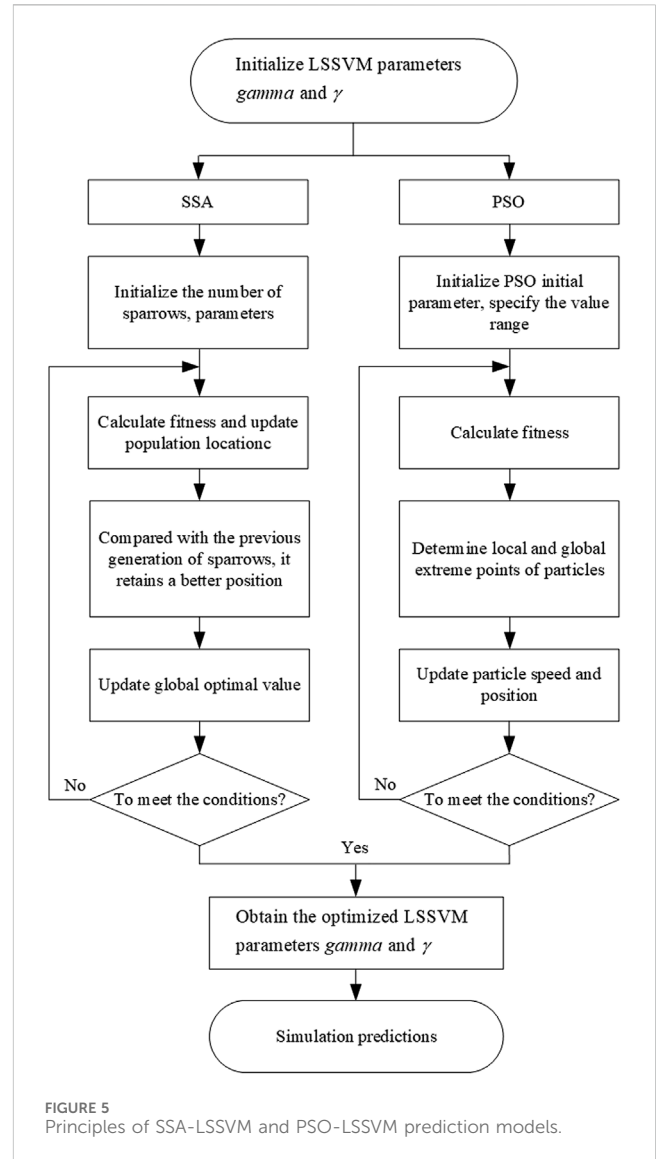 Initialize LSSVM parameters
gamma and γ
SSA
PSO
Initialize the number of
sparrows, parameters
Initialize PSO initial
parameter, specify the value
range
Calculate fitness and update
population locationc
Calculate fitness
Compared with the previous
generation of sparrows, it
retains a better position
Determine local and global
extreme points of particles
Update global optimal value
Update particle speed and
position
No
To meet the conditions?
No
To meet the conditions?
Yes
Obtain the optimized LSSVM
parameters gamma and γ
Simulation predictions
FIGURE 5
Principles of SSA-LSSVM and PSO-LSSVM prediction models.